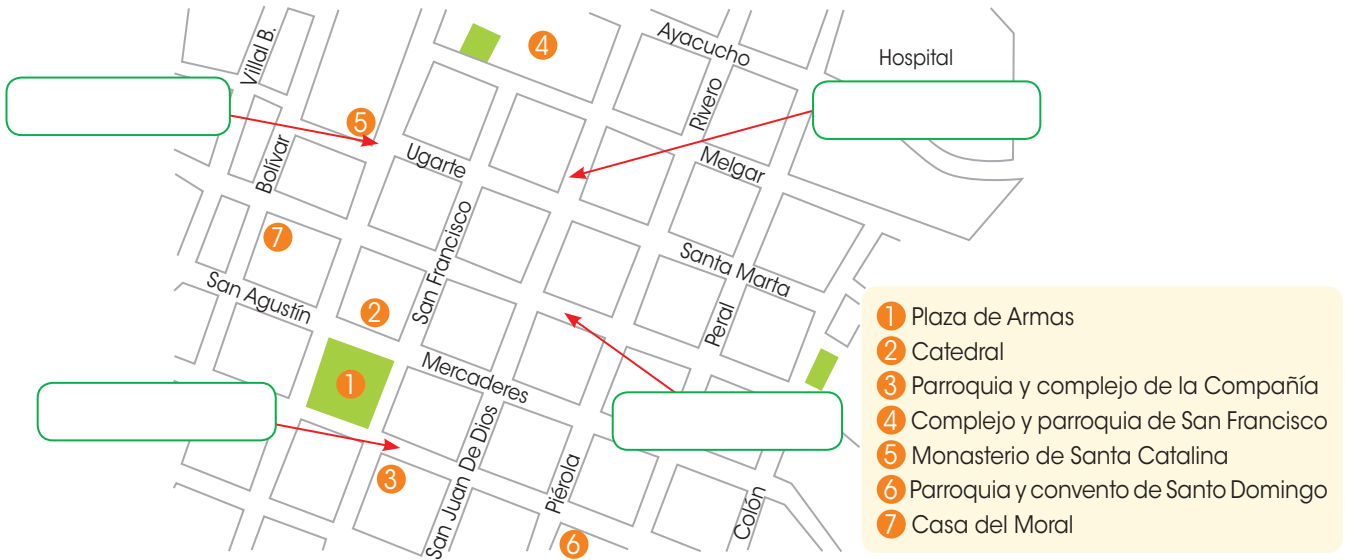 Villal B.
4
Ayacucho
Hospital
Rivero
5
Ugarte
Melgar
Bolívar
7
San Francisco
Santa Marta
San Agustín
2
Peral
1
Mercaderes
3
San Juan De Dios
Piérola
Colón
6
1 Plaza de Armas
2 Catedral
3 Parroquia y complejo de la Compañía
4 Complejo y parroquia de San Francisco
5 Monasterio de Santa Catalina
6 Parroquia y convento de Santo Domingo
7 Casa del Moral